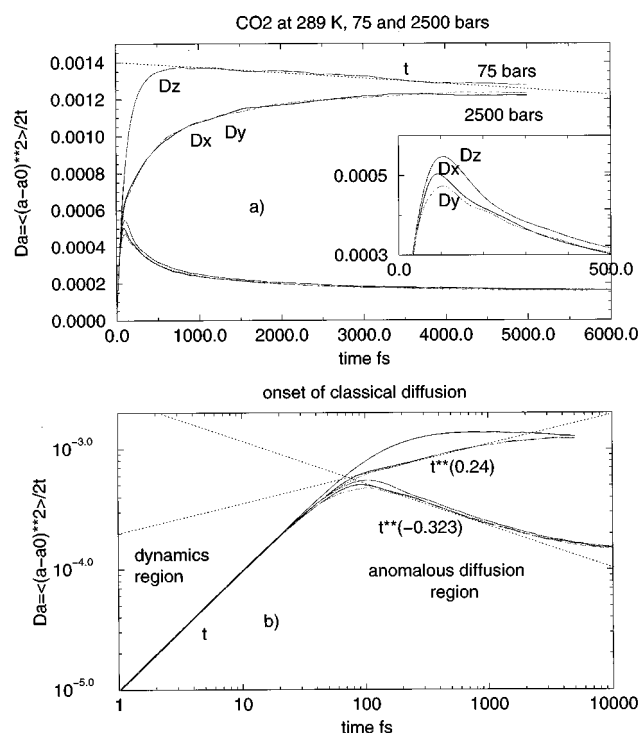 CO2 at 289 K, 75 and 2500 bars
Da=<(a-a0)**2>/2t
0.0014
0.0012
0.0010
0.0008
0.0006
0.0004
0.0002
0.0000
Dz
Dx
Dy
t
75 bars
2500 bars
a)
0.0005
0.0003
Dz
Dx
Dy
0.0
500.0
0.0
1000.0
2000.0
3000.0
4000.0
5000.0
6000.0
time fs
onset of classical diffusion
Da=<(a-a0)**2>/2t
10-3.0
10-4.0
10-5.0
t**(0.24)
t**(-0.323)
dynamics
region
anomalous diffusion
region
t
b)
1
10
100
1000
10000
time fs